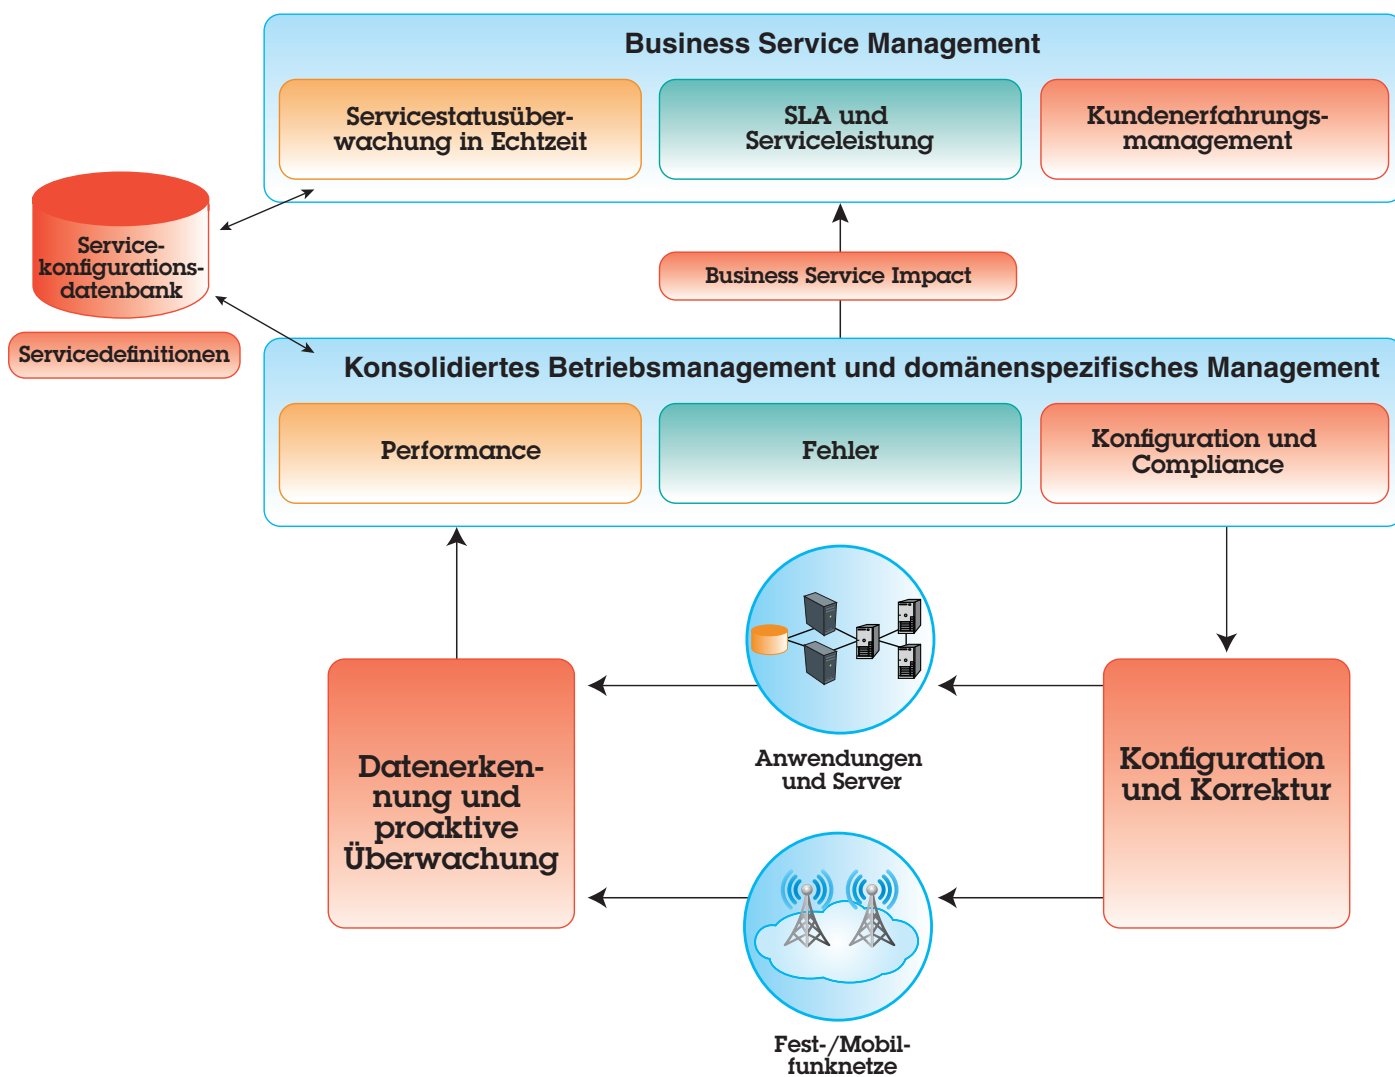 Business Service Management
Servicestatusüber-
wachung in Echtzeit
SLA und
Serviceleistung
Kundenerfahrungs-
management
Service-
konfigurations-
datenbank
Servicedefinitionen
Business Service Impact
Konsolidiertes Betriebsmanagement und domänenspezifisches Management
Performance
Fehler
Konfiguration und
Compliance
Datenerken-
nung und
proaktive
Überwachung
Anwendungen
und Server
Konfiguration
und Korrektur
Fest-/Mobil-
funknetze